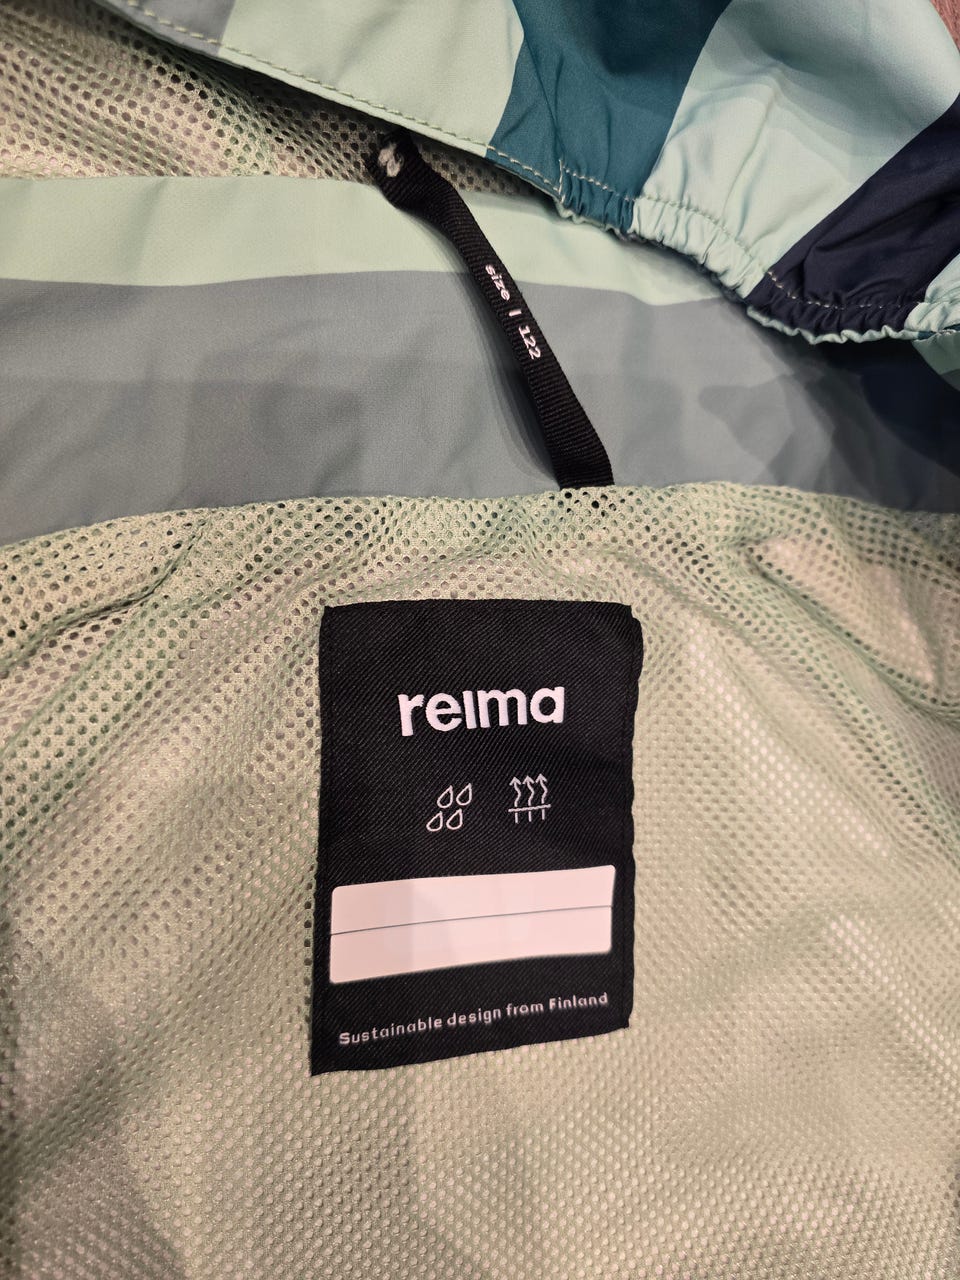 size | 122
reima
Sustainable design from Finland